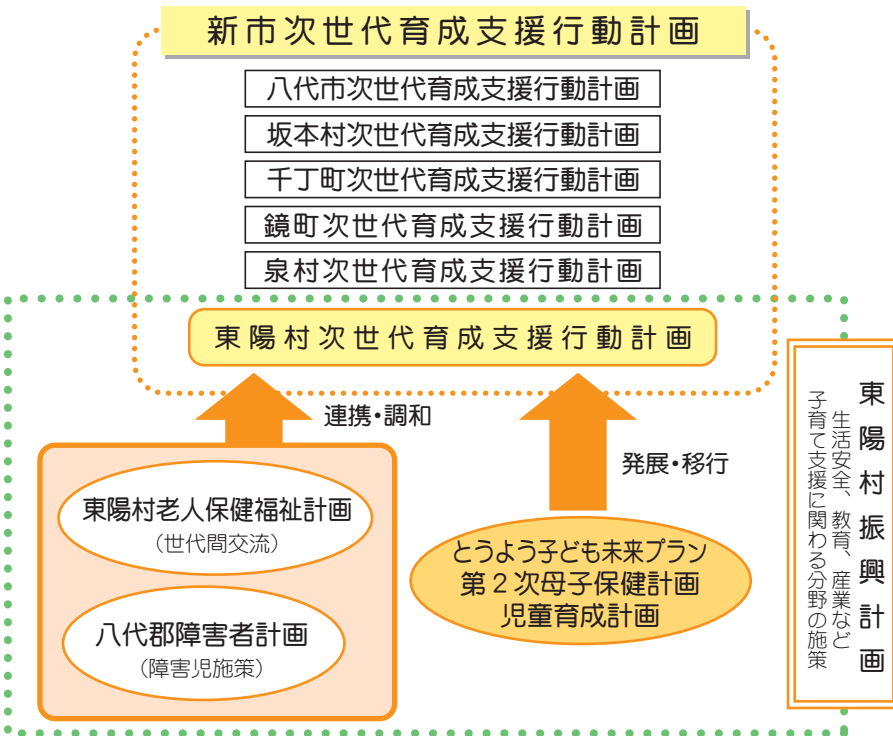 新市次世代育成支援行動計画
八代市次世代育成支援行動計画
坂本村次世代育成支援行動計画
千丁町次世代育成支援行動計画
鏡町次世代育成支援行動計画
泉村次世代育成支援行動計画
東陽村次世代育成支援行動計画
連携・調和
発展・移行
東陽村老人保健福祉計画
（世代間交流）
八代郡障害者計画
（障害児施策）
とうよう子ども未来プラン
第２次母子保健計画
児童育成計画
東陽村振興計画
生活安全、教育、産業など
子育て支援に関わる分野の施策